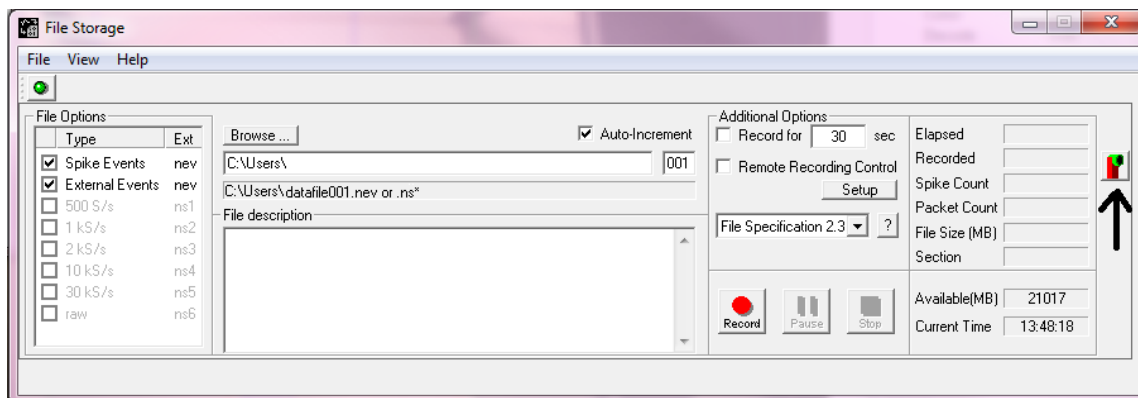 File Storage
File View Help
File Options
Type Ext
Spike Events nev
External Events nev
500 S/s ns1
1 kS/s ns2
2 kS/s ns3
10 kS/s ns4
30 kS/s ns5
raw ns6
Browse ... Auto-Increment
C:\Users\ 001
C:\Users\datafile001.nev or .ns*
File description
Additional Options
Record for 30 sec
Remote Recording Control
Setup
File Specification 2.3 ?
Record Pause Stop
Elapsed
Recorded
Spike Count
Packet Count
File Size (MB)
Section
Available(MB) 21017
Current Time 13:48:18